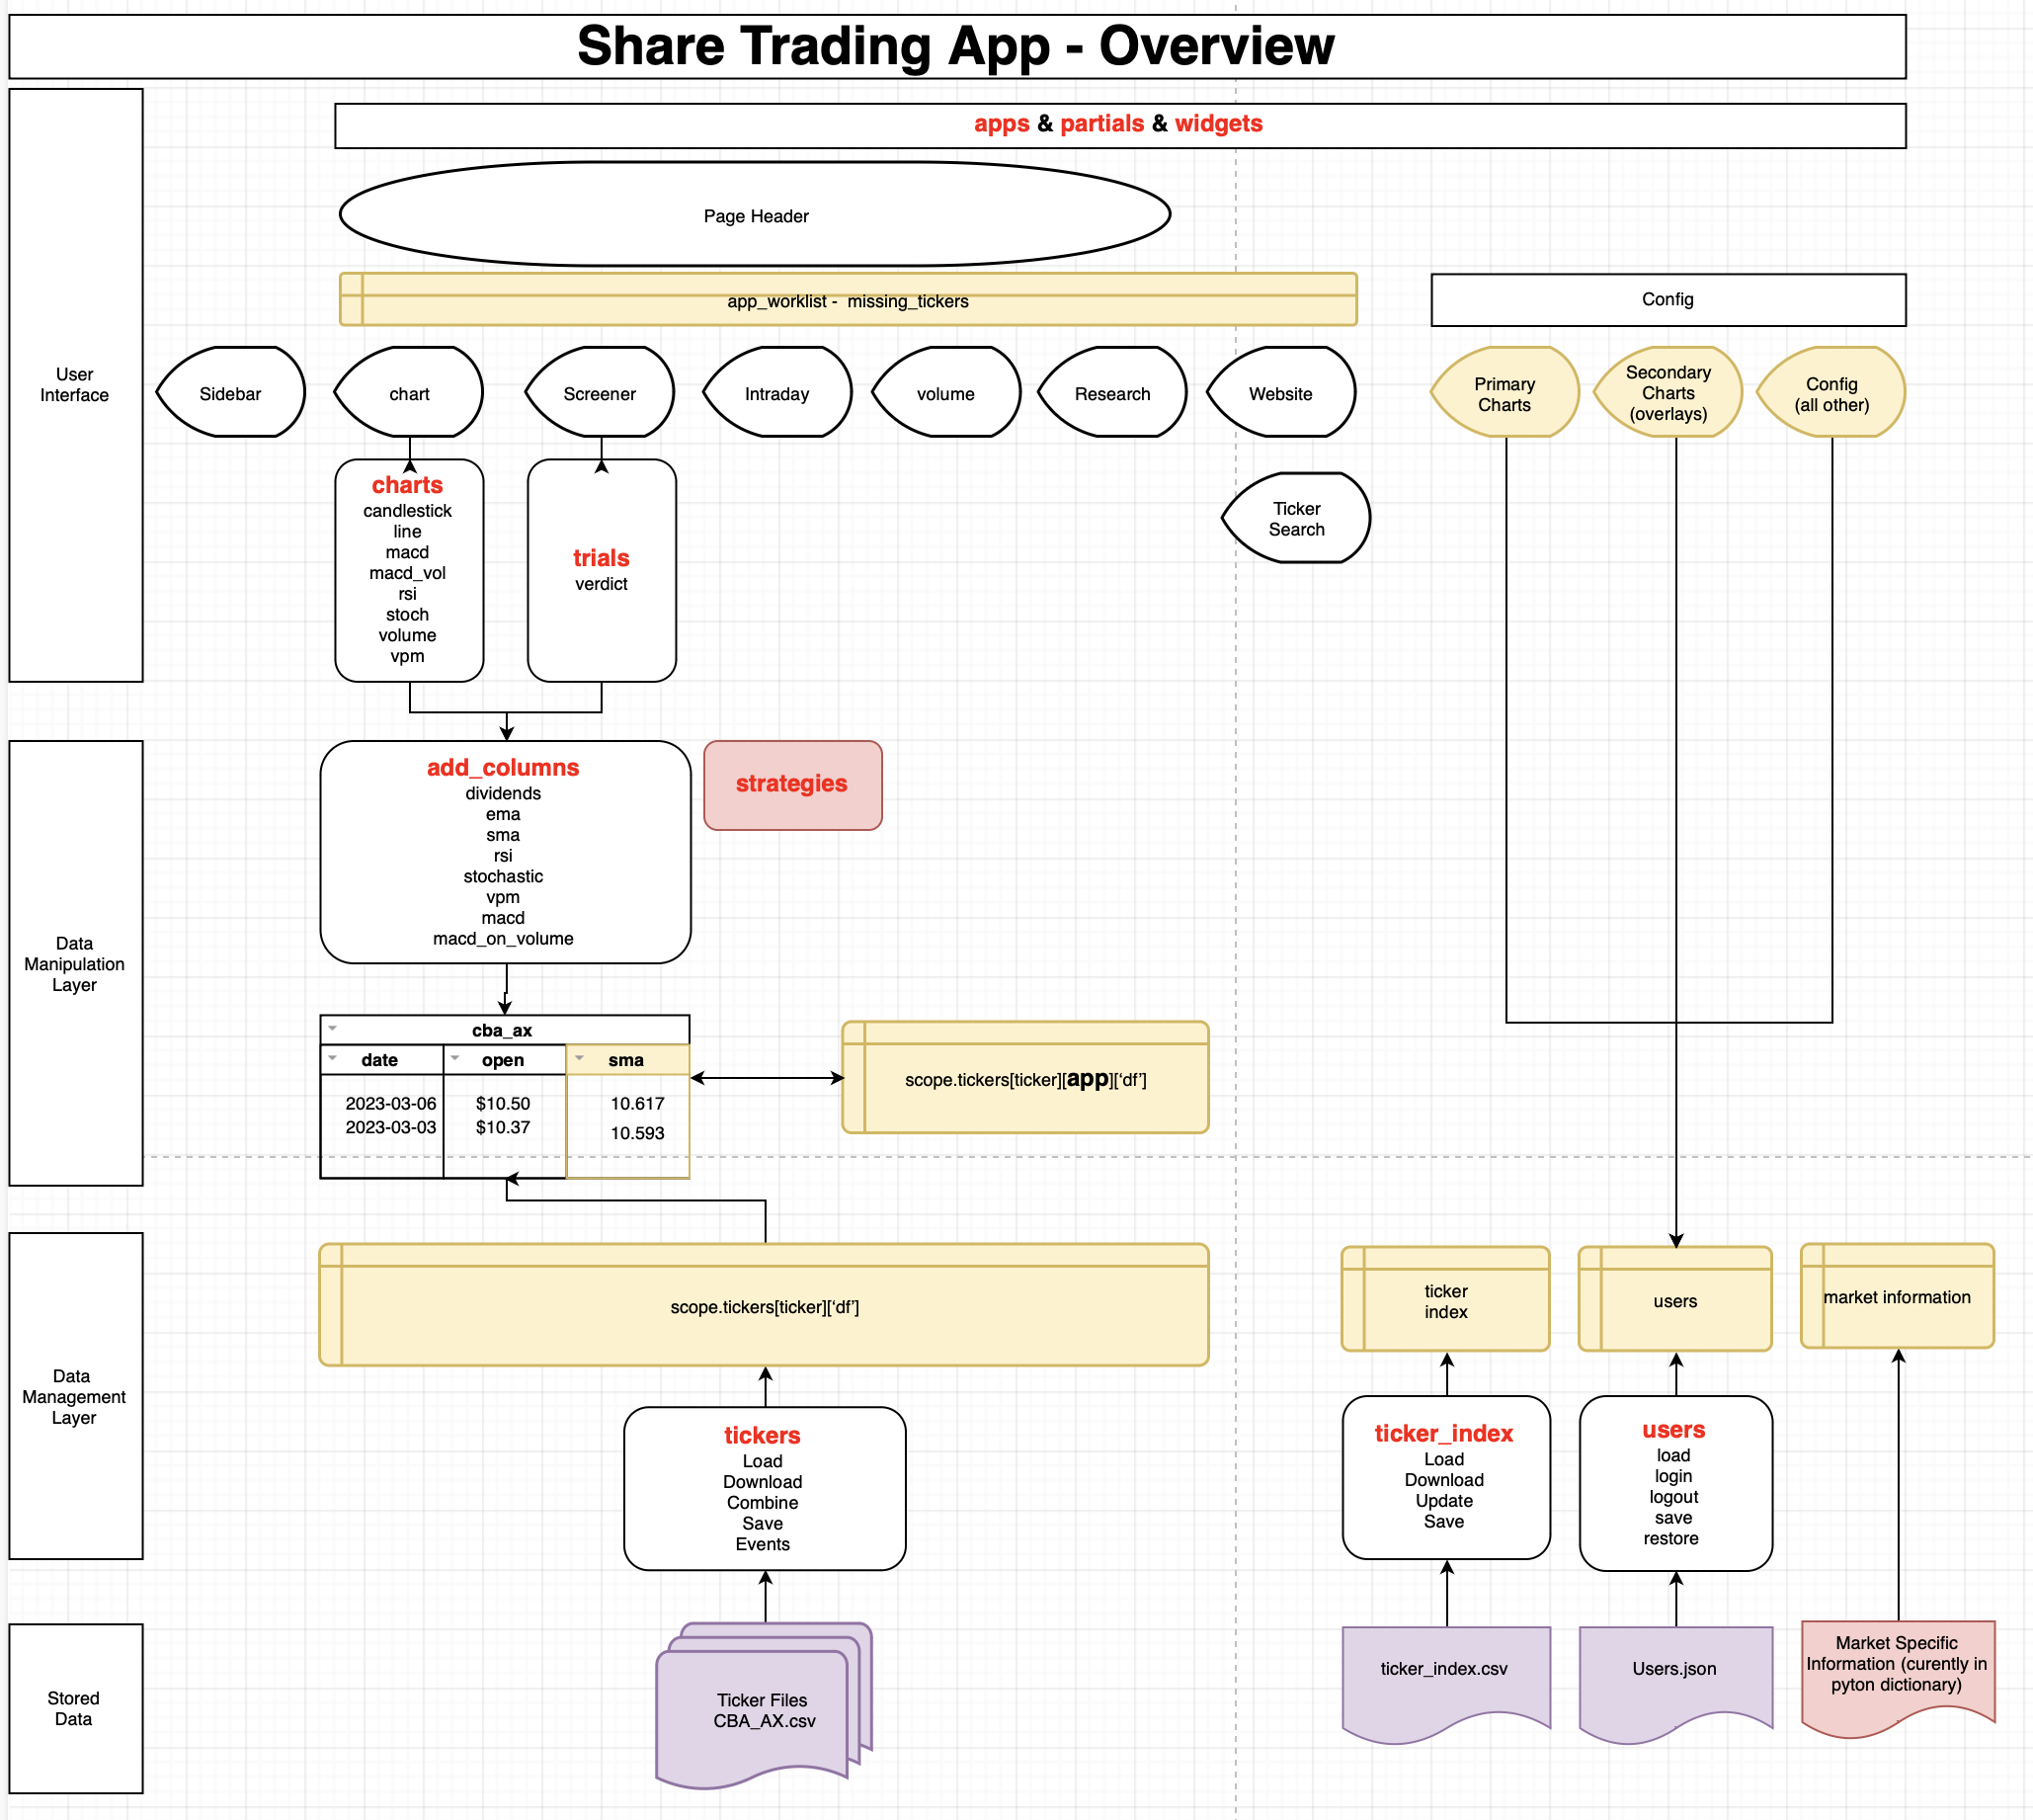 Share Trading App - Overview
User
Interface
apps & partials & widgets
Page Header
app_worklist -  missing_tickers
Config
Sidebar
chart
Screener
Intraday
volume
Research
Website
Primary
Charts
Secondary
Charts
(overlays)
Config
(all other)
Ticker
Search
charts
candlestick
line
macd
macd_vol
rsi
stoch
volume
vpm
trials
verdict
Data
Manipulation
Layer
add_columns
dividends
ema
sma
rsi
stochastic
vpm
macd
macd_on_volume
strategies
cba_ax
date open sma
2023-03-06 $10.50 10.617
2023-03-03 $10.37 10.593
scope.tickers[ticker][app][‘df’]
Data
Management
Layer
scope.tickers[ticker][‘df’]
ticker
index
users
market information
tickers
Load
Download
Combine
Save
Events
ticker_index
Load
Download
Update
Save
users
load
login
logout
save
restore
Stored
Data
Ticker Files
CBA_AX.csv
ticker_index.csv
Users.json
Market Specific
Information (curently in
pyton dictionary)